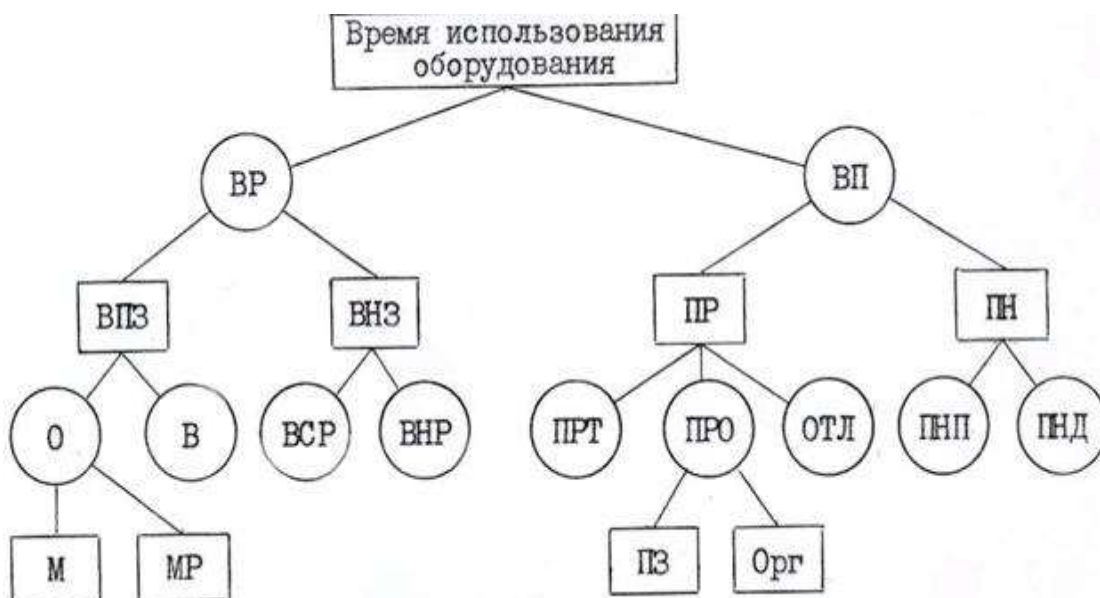 Время использования
оборудования
ВР
ВП
ВПЗ
ВНЗ
ПР
ПН
О
В
ВСР
ВНР
ПРТ
ПРО
ОТЛ
ПНП
ПНД
М
МР
ПЗ
Орг